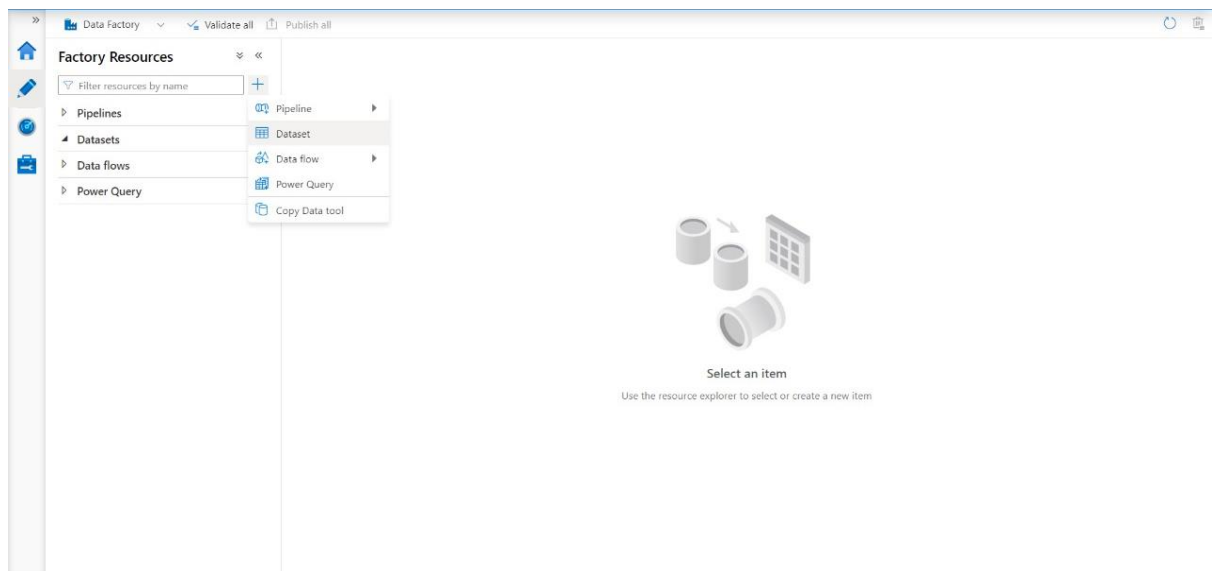 Data Factory
Validate all
Publish all
Factory Resources
Filter resources by name
Pipelines
Datasets
Data flows
Power Query
Pipeline
Dataset
Data flow
Power Query
Copy Data tool
Select an item
Use the resource explorer to select or create a new item